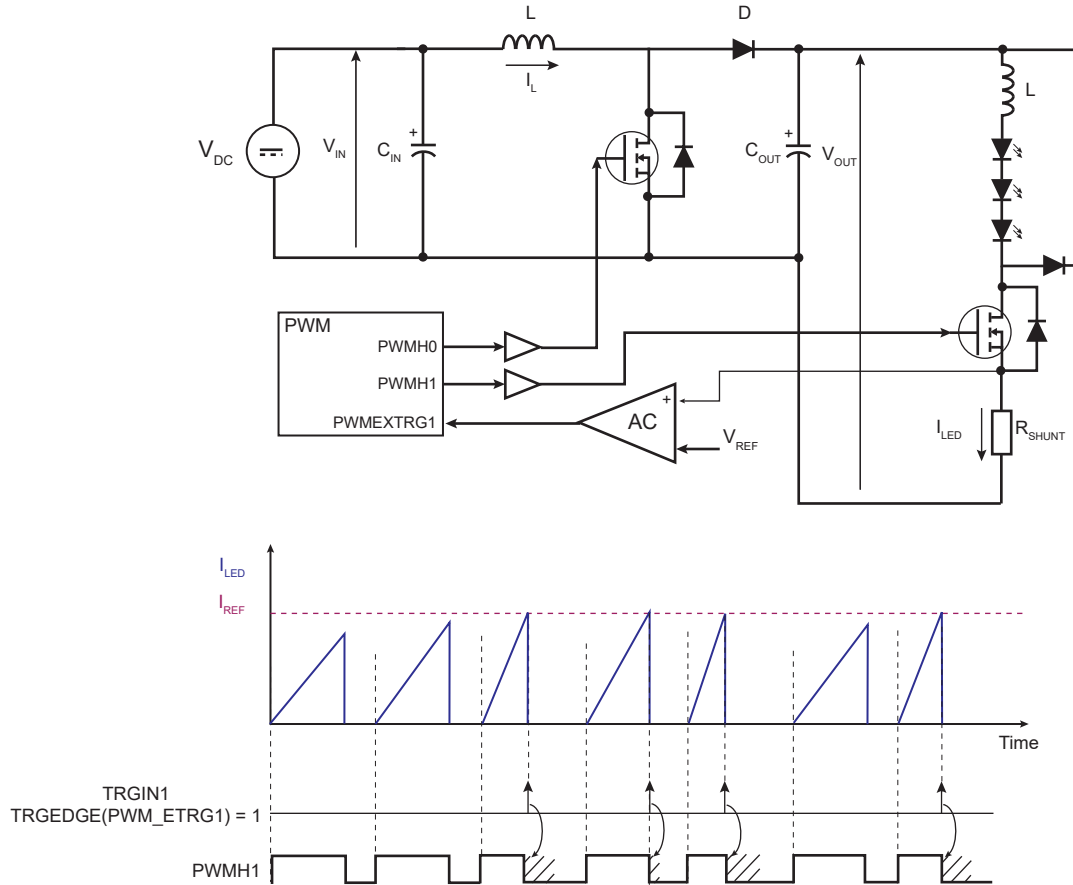 L
D
I_L
L
V_DC
V_IN
+
C_IN
+
C_OUT
V_OUT
PWM
PWMH0
PWMH1
PWMEXTRG1
+
AC
V_REF
I_LED
R_SHUNT
I_LED
I_REF
Time
TRGIN1
TRGEDGE(PWM_ETRG1) = 1
PWMH1